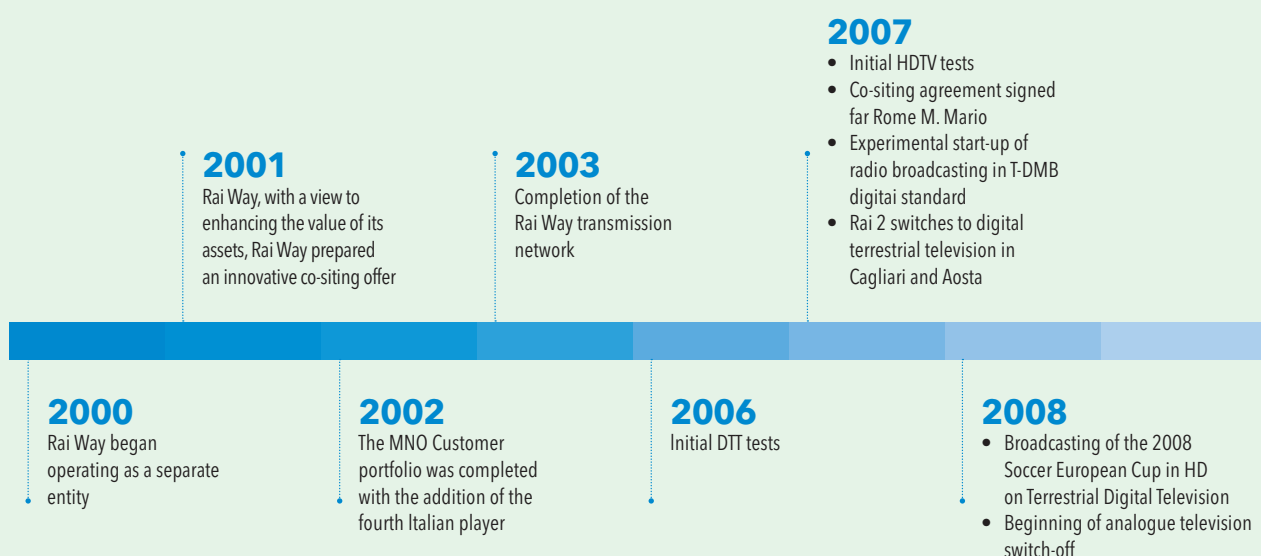 2007
• Initial HDTV tests
• Co-siting agreement signed
far Rome M. Mario
• Experimental start-up of
radio broadcasting in T-DMB
digitai standard
• Rai 2 switches to digital
terrestrial television in
Cagliari and Aosta
2001
Rai Way, with a view to
enhancing the value of its
assets, Rai Way prepared
an innovative co-siting offer
2003
Completion of the
Rai Way transmission
network
2000
Rai Way began
operating as a separate
entity
2002
The MNO Customer
portfolio was completed
with the addition of the
fourth Italian player
2006
Initial DTT tests
2008
• Broadcasting of the 2008
Soccer European Cup in HD
on Terrestrial Digital Television
• Beginning of analogue television
switch-off